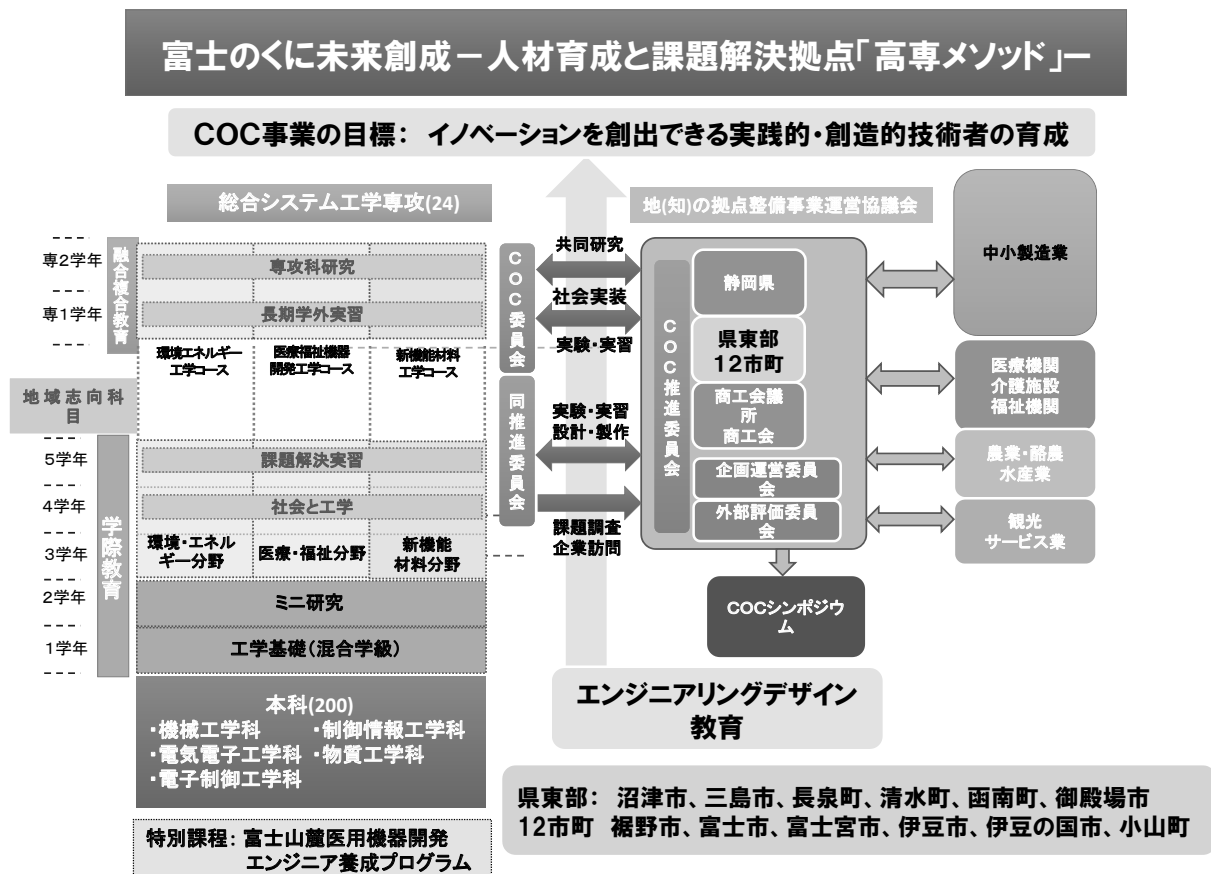 富士のくに未来創成－人材育成と課題解決拠点「高専メソッド」－
COC事業の目標： イノベーションを創出できる実践的・創造的技術者の育成
総合システム工学専攻(24)
地(知)の拠点整備事業運営協議会
専2学年
専1学年
融合複合教育
専攻科研究
長期学外実習
環境エネルギー
工学コース
医療福祉機器
開発工学コース
新機能材料
工学コース
地域志向科
目
5学年
4学年
3学年
2学年
1学年
学際教育
課題解決実習
社会と工学
環境・エネル
ギー分野
医療・福祉分野
新機能
材料分野
ミニ研究
工学基礎（混合学級）
本科(200)
・機械工学科
・制御情報工学科
・電気電子工学科
・物質工学科
・電子制御工学科
特別課程： 富士山麓医用機器開発
エンジニア養成プログラム
COC委員会
同推進委員会
共同研究
社会実装
実験・実習
実験・実習
設計・製作
課題調査
企業訪問
COC推進委員会
静岡県
県東部
12市町
商工会議
所
商工会
企画運営委員
会
外部評価委員
会
COCシンポジウ
ム
中小製造業
医療機関
介護施設
福祉機関
農業・酪農
水産業
観光
サービス業
エンジニアリングデザイン
教育
県東部： 沼津市、三島市、長泉町、清水町、函南町、御殿場市
12市町 裾野市、富士市、富士宮市、伊豆市、伊豆の国市、小山町